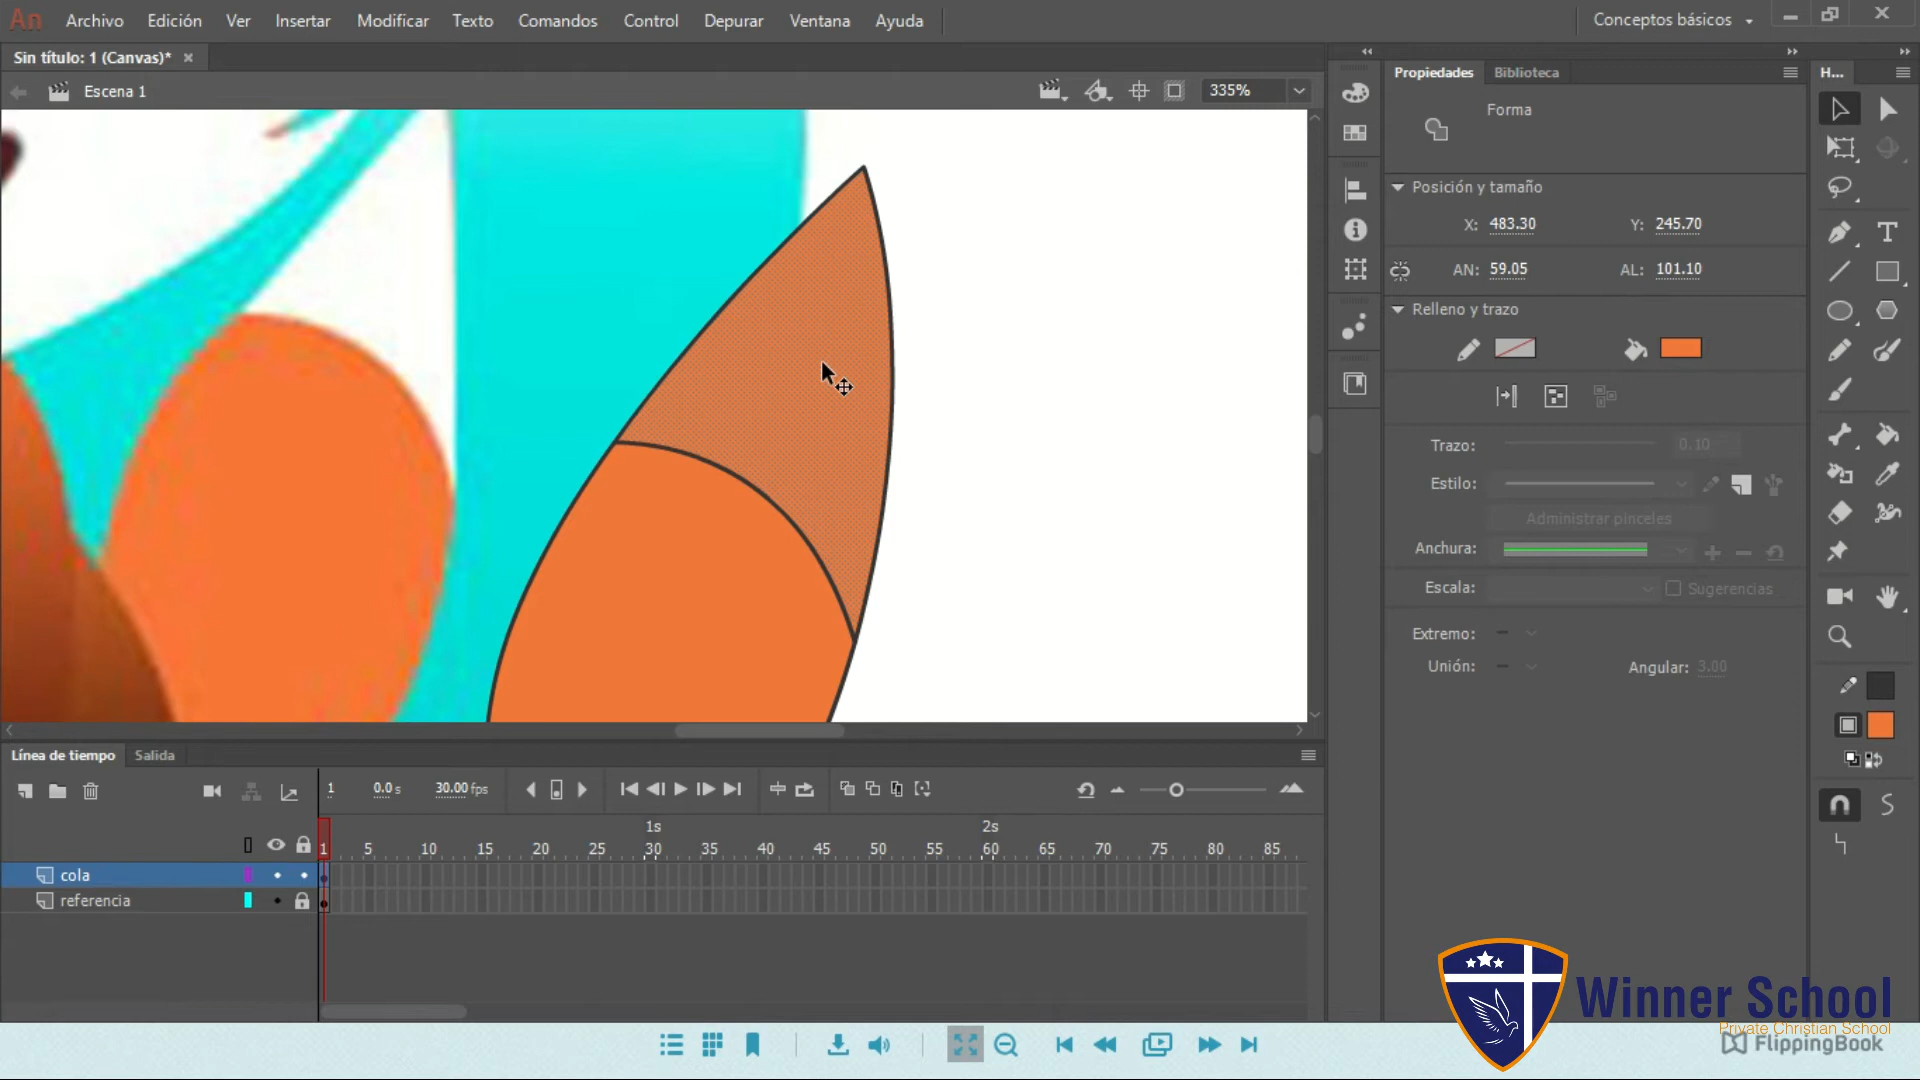 An Archivo Edición Ver Insertar Modificar Texto Comandos Control Depurar Ventana Ayuda Conceptos básicos
Sin título: 1 (Canvas)* ×
Escena 1 335%
Propiedades Biblioteca H...
Forma
Posición y tamaño
X: 483.30 Y: 245.70
AN: 59.05 AL: 101.10
Relleno y trazo
Trazo: 0.10
Estilo:
Administrar pinceles
Anchura:
Escala: Sugerencias
Extremo:
Unión: Angular: 3.00
Línea de tiempo Salida
1 0.0 s 30.00 fps
1s 2s
1 5 10 15 20 25 30 35 40 45 50 55 60 65 70 75 80 85
cola
referencia
Winner School
Private Christian School
FlippingBook